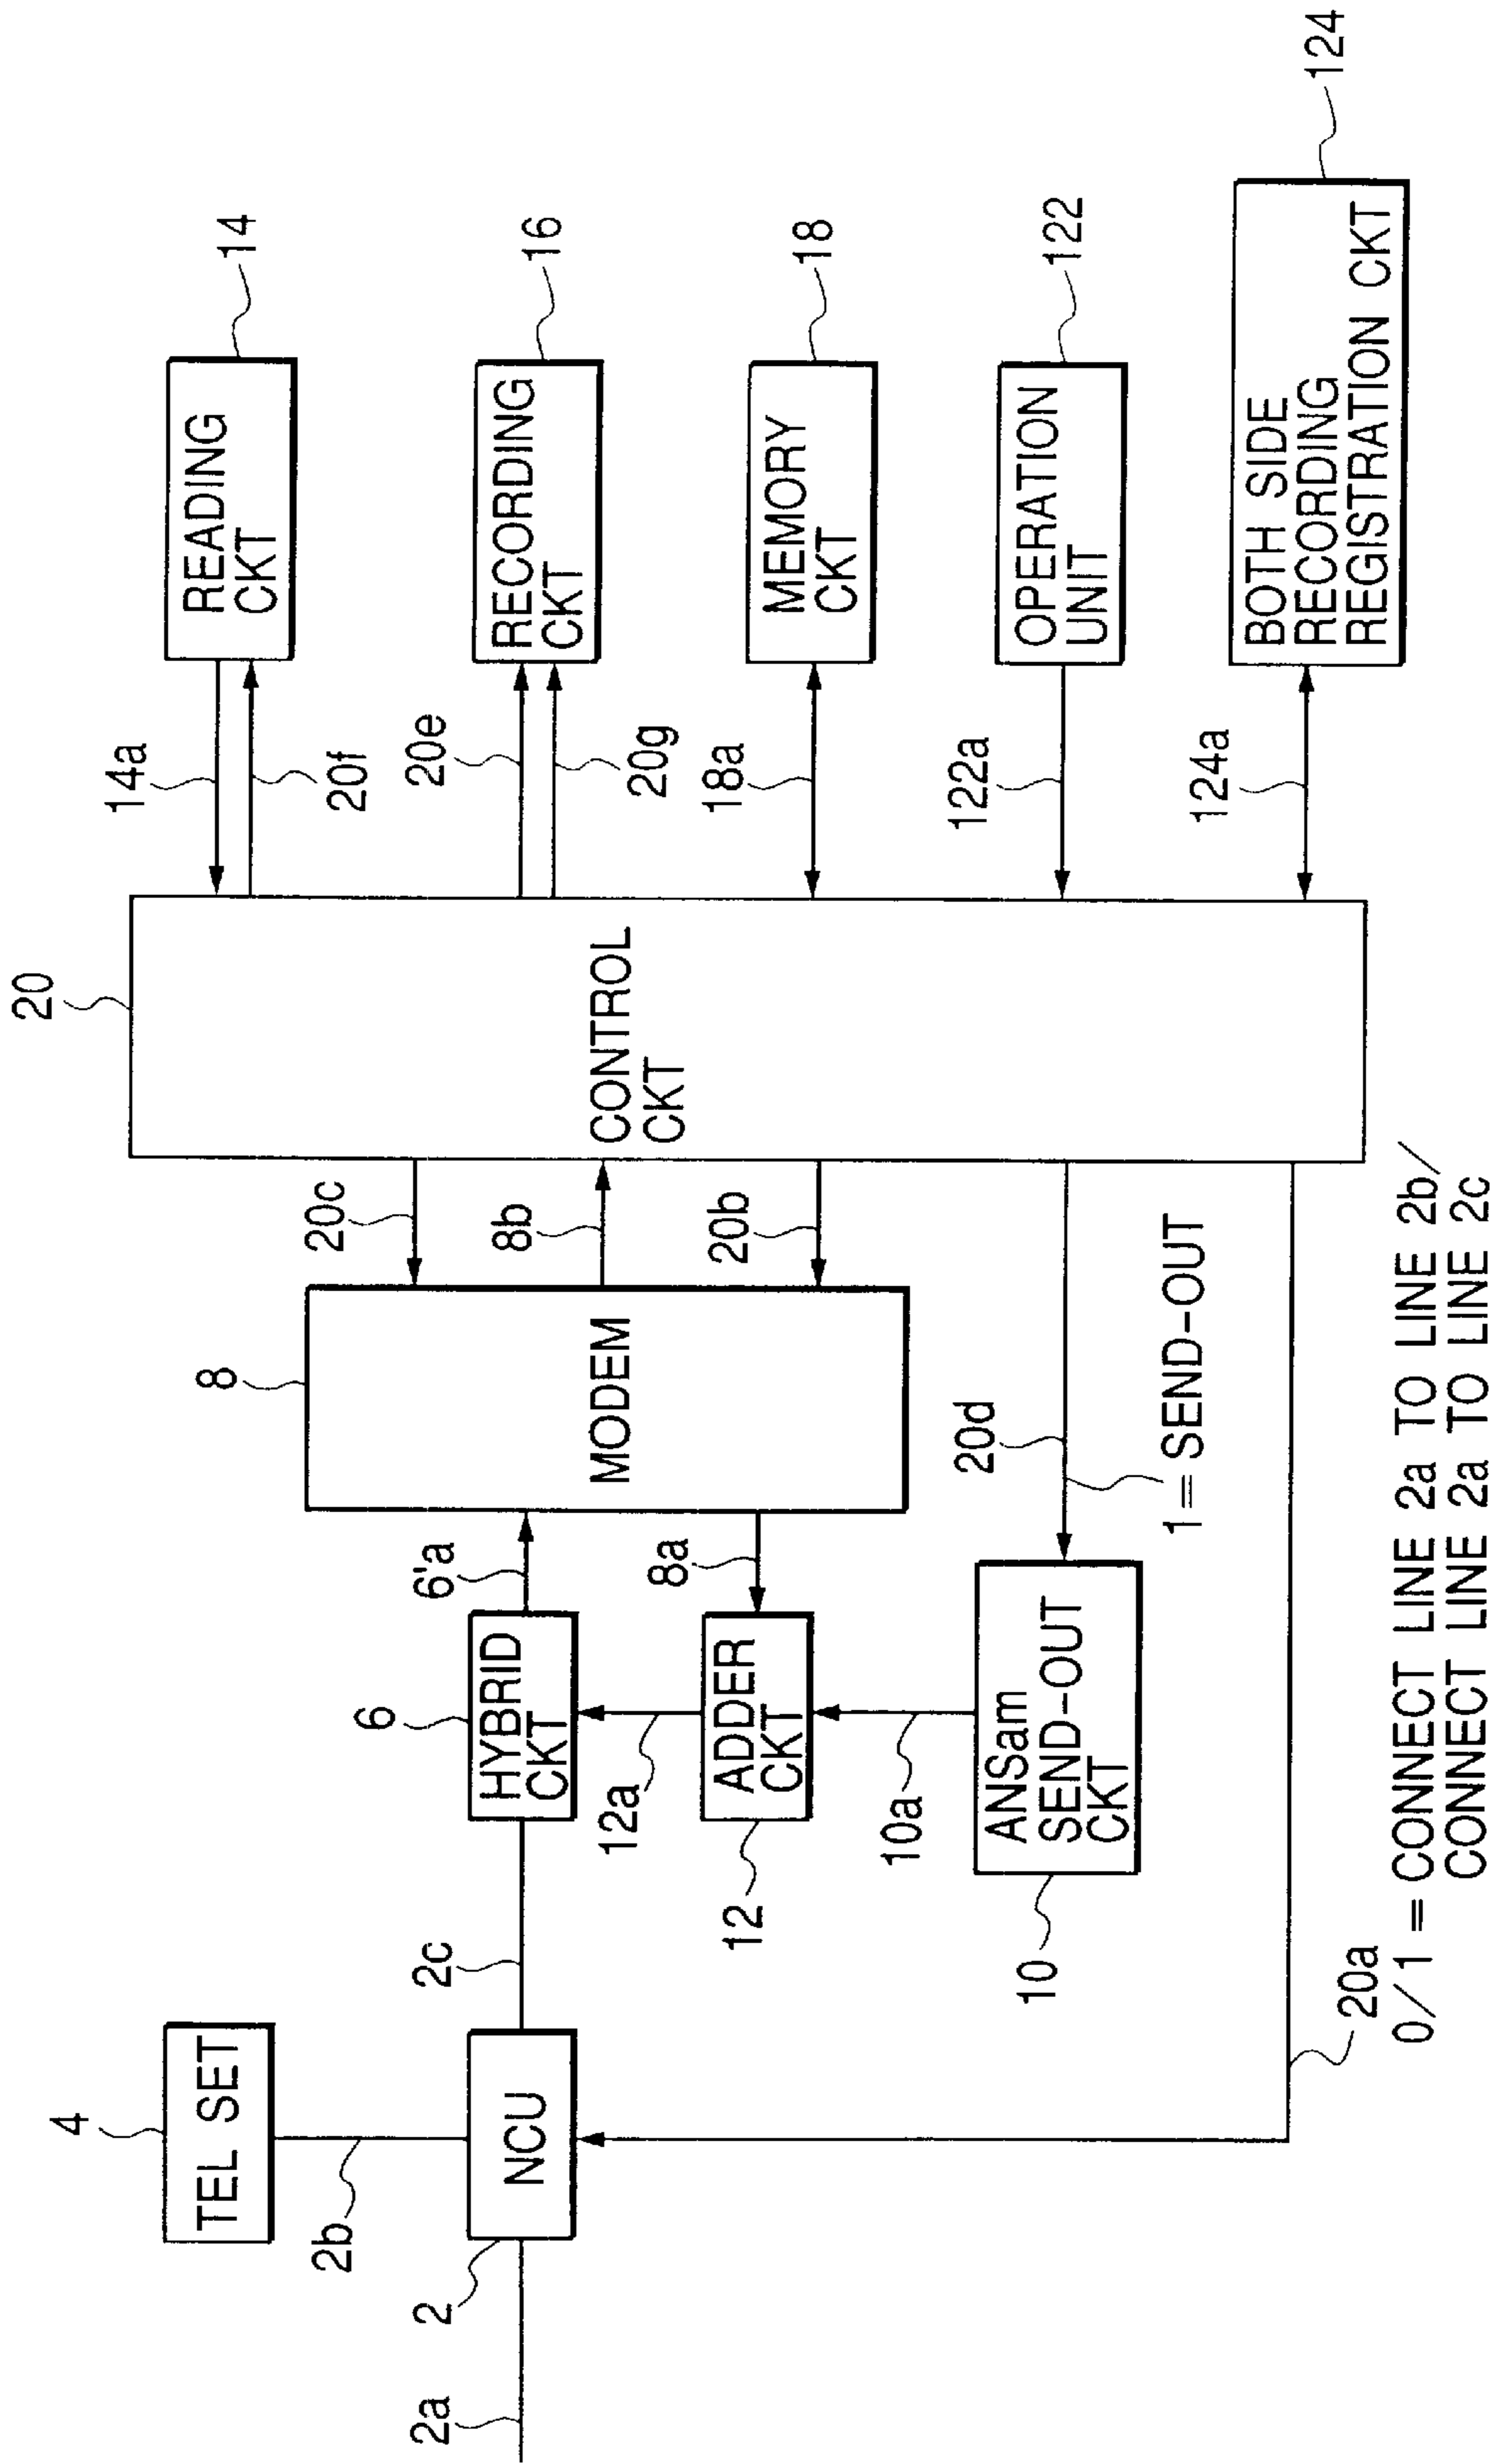 4
TEL SET
2b
2a
2
NCU
2c
6
HYBRID
CKT
6'a
12a
12
ADDER
CKT
8a
10a
10
ANSam
SEND-OUT
CKT
8
MODEM
20c
8b
20b
20d
1=SEND-OUT
20a
0/1 = CONNECT LINE 2a TO LINE 2b/
CONNECT LINE 2a TO LINE 2c
20
CONTROL
CKT
14a
20f
READING
CKT
14
20e
20g
RECORDING
CKT
16
18a
MEMORY
CKT
18
122a
OPERATION
UNIT
122
124a
BOTH SIDE
RECORDING
REGISTRATION CKT
124